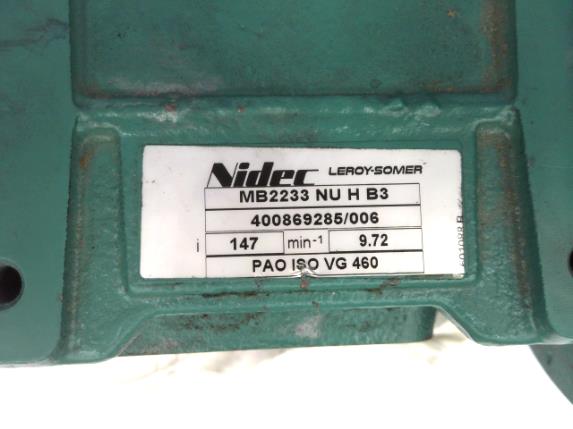 Nidec LEROY-SOMER
MB2233 NU H B3
400869285/006
i 147 min-1 9.72
PAO ISO VG 460